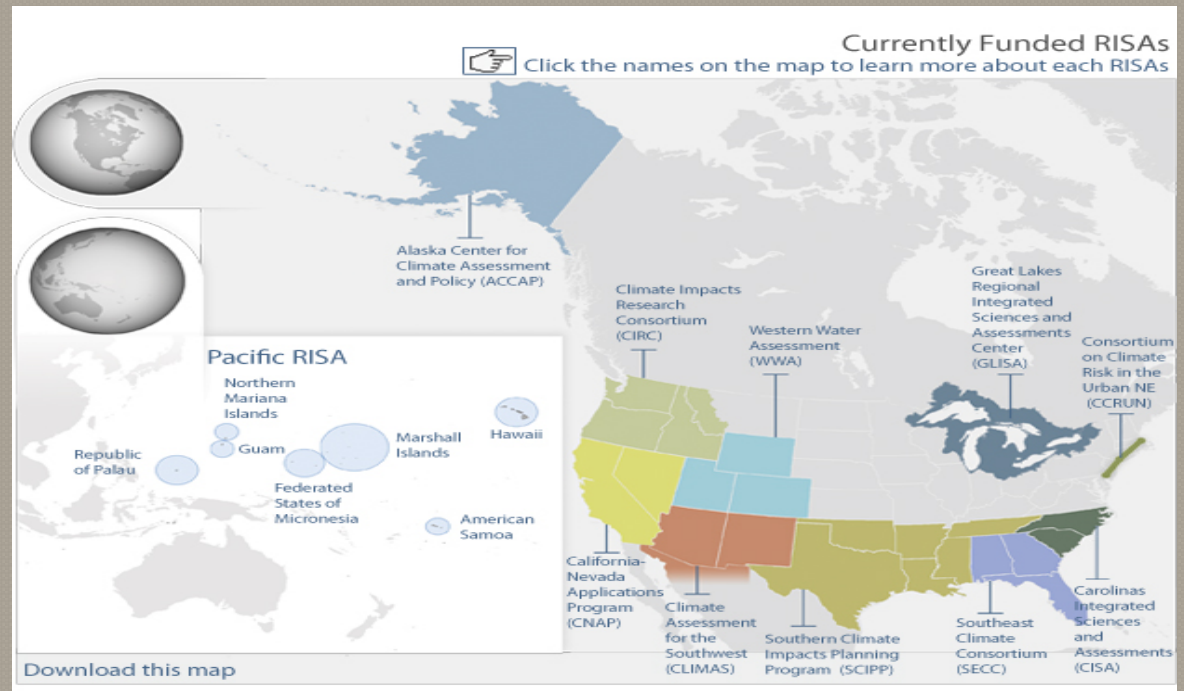 Currently Funded RISAs
Click the names on the map to learn more about each RISAs
Alaska Center for
Climate Assessment
and Policy (ACCAP)
Climate Impacts
Research
Consortium
(CIRC)
Western Water
Assessment
(WWA)
Great Lakes
Regional
Integrated
Sciences and
Assessments
Center
(GLISA)
Consortium
on Climate
Risk in the
Urban NE
(CCRUN)
Pacific RISA
Northern
Mariana
Islands
Guam
Republic
of Palau
Federated
States of
Micronesia
Marshall
Islands
Hawaii
American
Samoa
California-
Nevada
Applications
Program
(CNAP)
Climate
Assessment
for the
Southwest
(CLIMAS)
Southern Climate
Impacts Planning
Program (SCIPP)
Southeast
Climate
Consortium
(SECC)
Carolinas
Integrated
Sciences
and
Assessments
(CISA)
Download this map